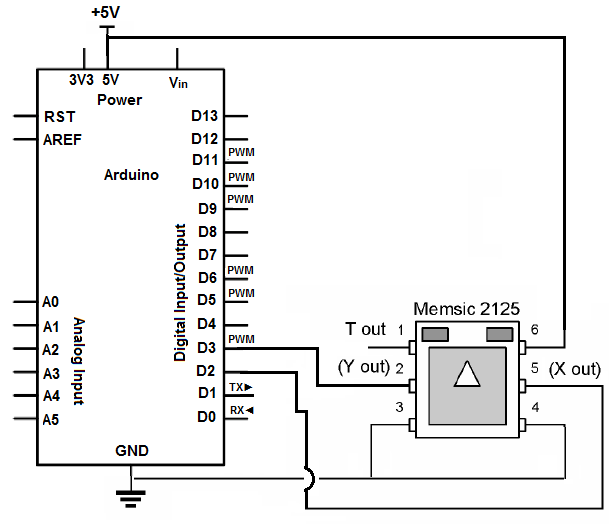 +5V
3V3 5V
Vin
Power
RST
AREF
Arduino
D13
D12
D11 PWM
D10 PWM
D9 PWM
D8
D7
D6 PWM
D5 PWM
D4
D3 PWM
D2
D1 TX►
D0 RX◄
Digital Input/Output
A0
A1
A2
A3
A4
A5
Analog Input
GND
Memsic 2125
T out 1
(Y out) 2
3
6
5 (X out)
4